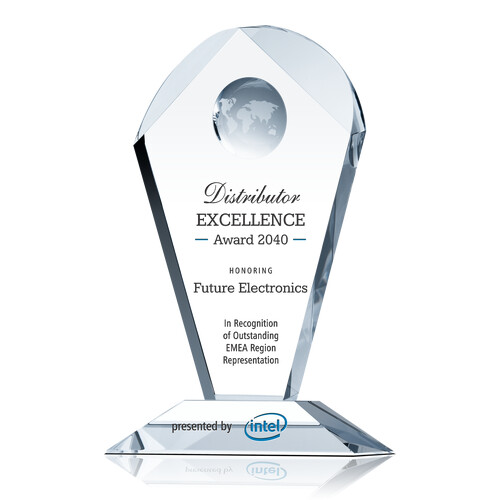 Distributor
EXCELLENCE
Award 2040
HONORING
Future Electronics
In Recognition
of Outstanding
EMEA Region
Representation
presented by intel